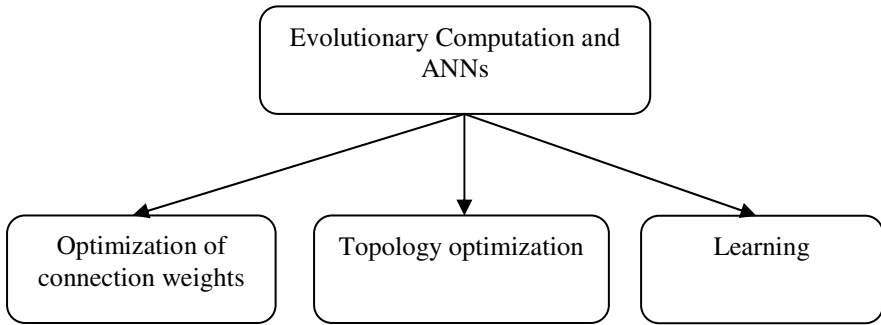 Evolutionary Computation and
ANNs
Optimization of
connection weights
Topology optimization
Learning